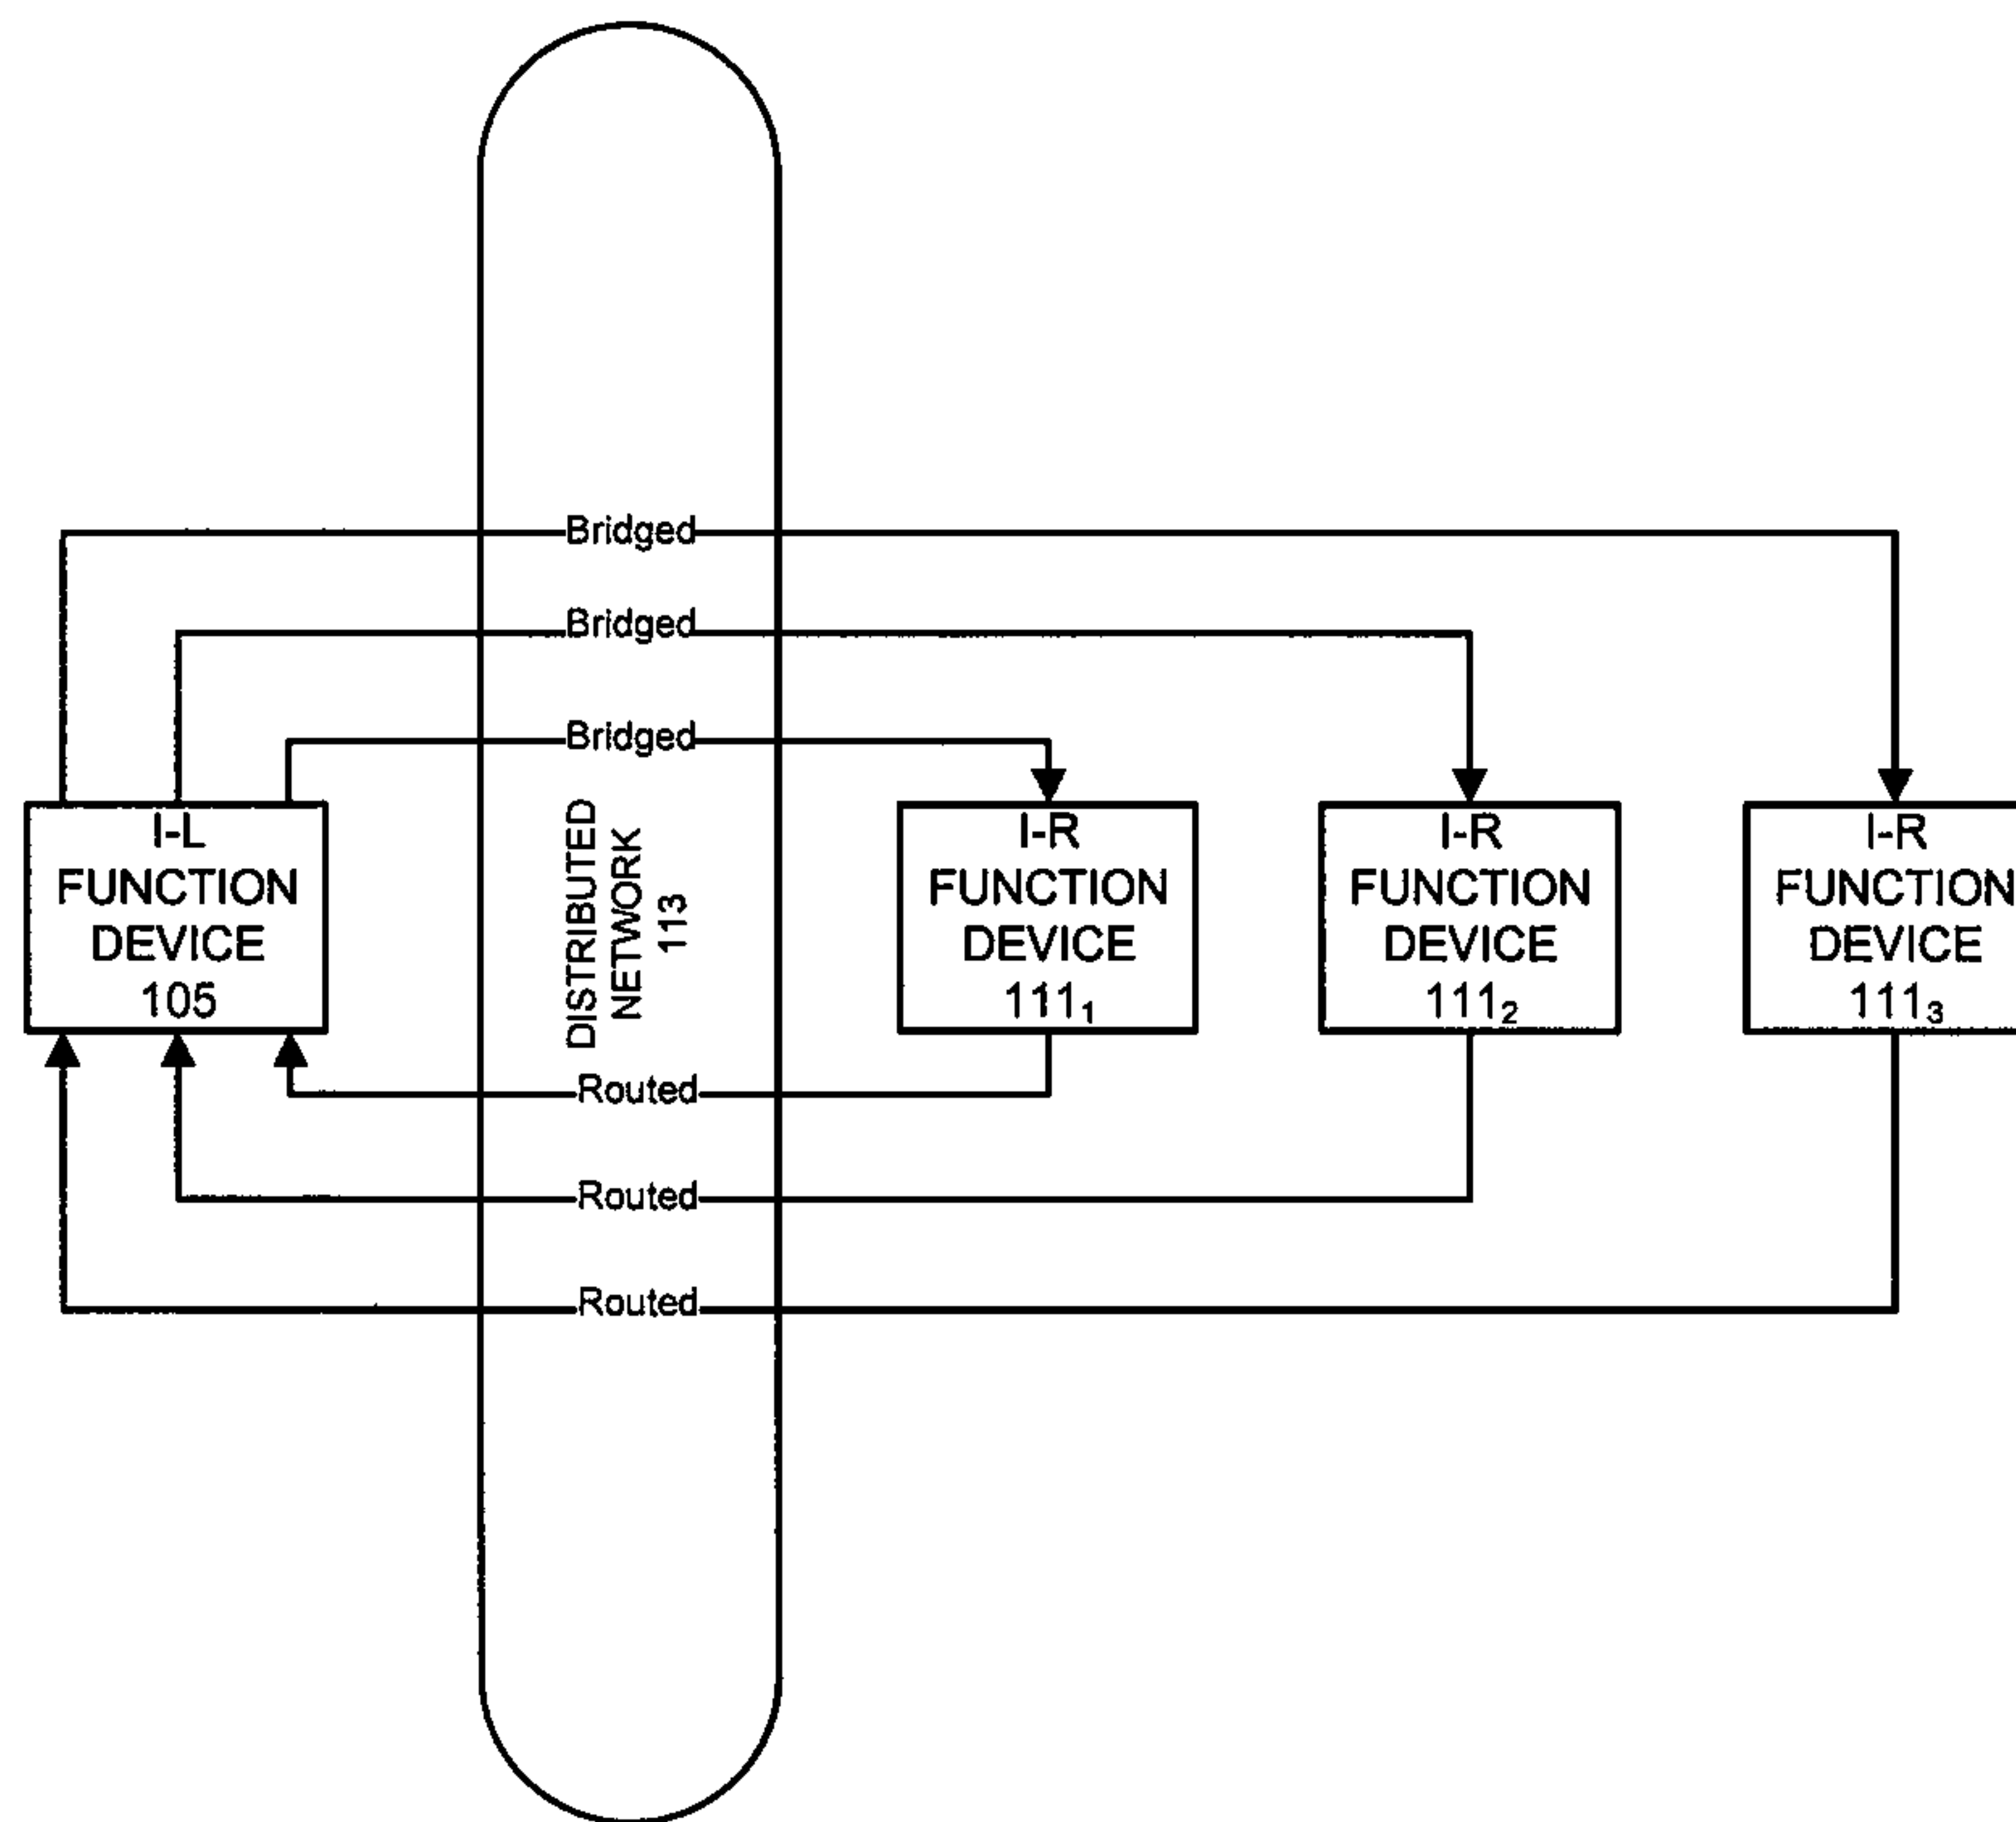 Bridged
Bridged
Bridged
I-L
FUNCTION
DEVICE
105
DISTRIBUTED
NETWORK
113
I-R
FUNCTION
DEVICE
111₁
I-R
FUNCTION
DEVICE
111₂
I-R
FUNCTION
DEVICE
111₃
Routed
Routed
Routed